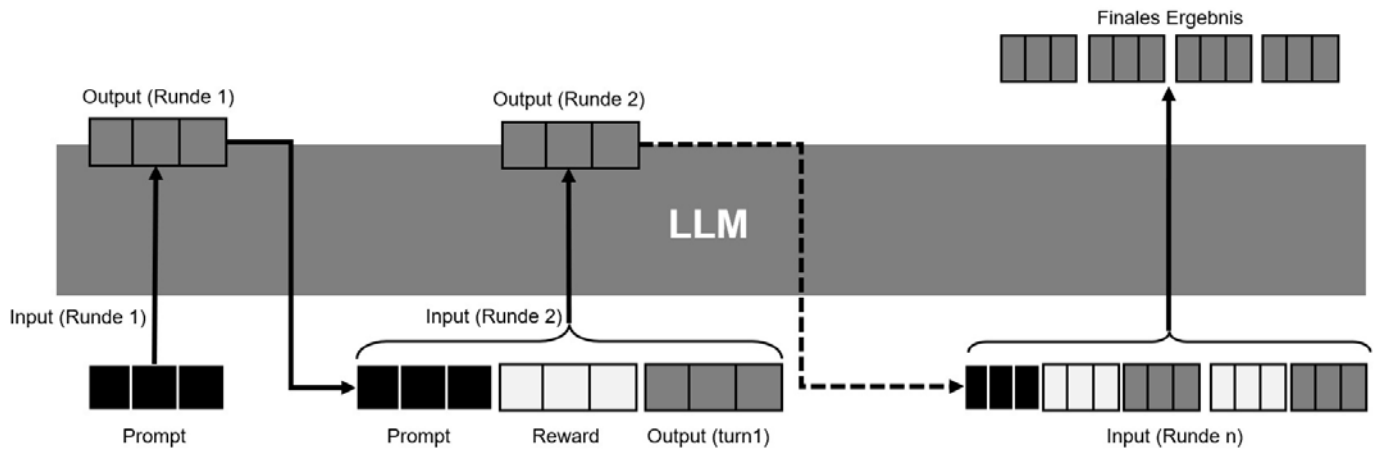 Finales Ergebnis
Output (Runde 1)
Output (Runde 2)
LLM
Input (Runde 1)
Input (Runde 2)
Prompt
Prompt
Reward
Output (turn1)
Input (Runde n)